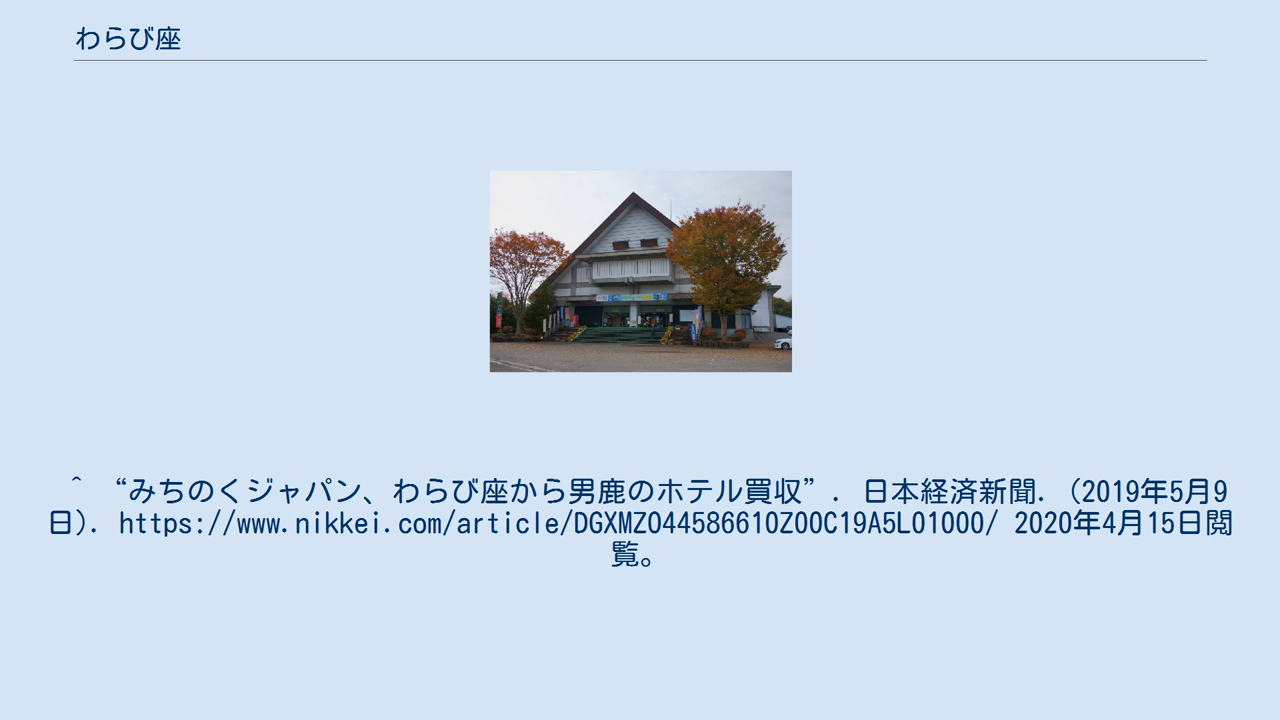 わらび座
^ “みちのくジャパン、わらび座から男鹿のホテル買収”. 日本経済新聞. (2019年5月9
日). https://www.nikkei.com/article/DGXMZO44586610Z00C19A5L01000/ 2020年4月15日閲
覧。